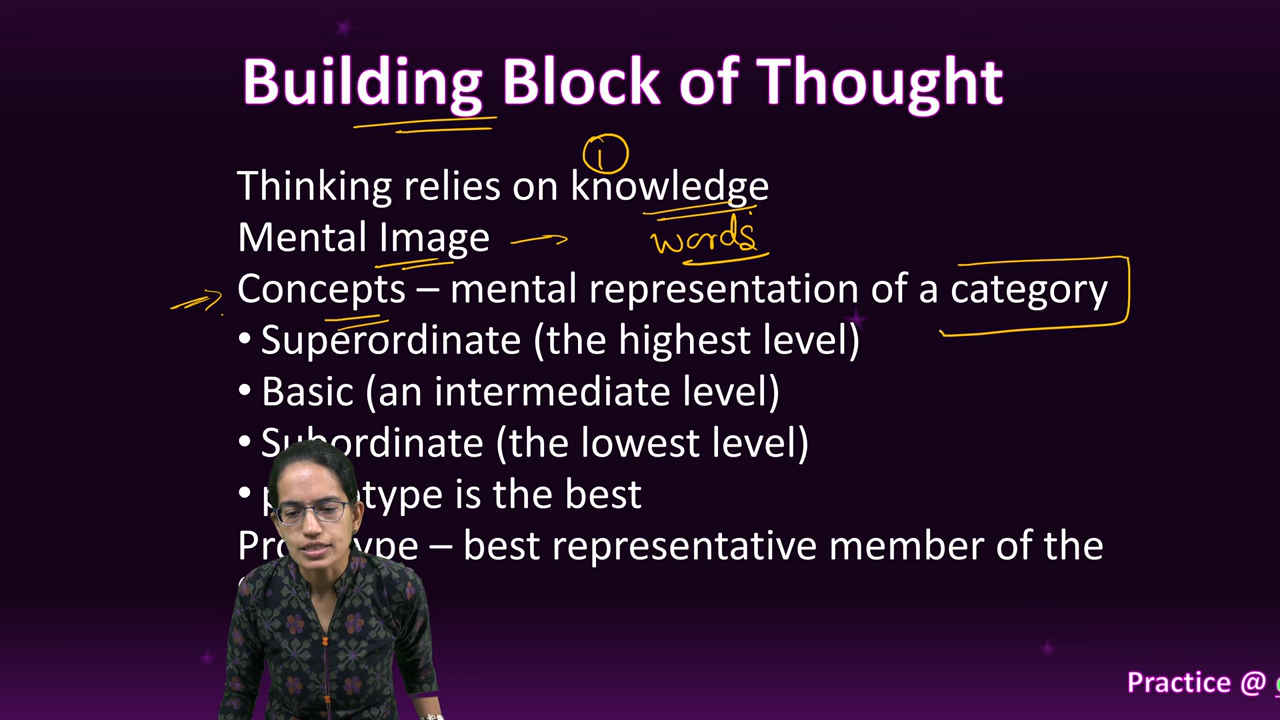 Building Block of Thought
①
Thinking relies on knowledge
Mental Image → words
Concepts – mental representation of a category
• Superordinate (the highest level)
• Basic (an intermediate level)
• Subordinate (the lowest level)
• is the best
– best representative member of the
Practice @